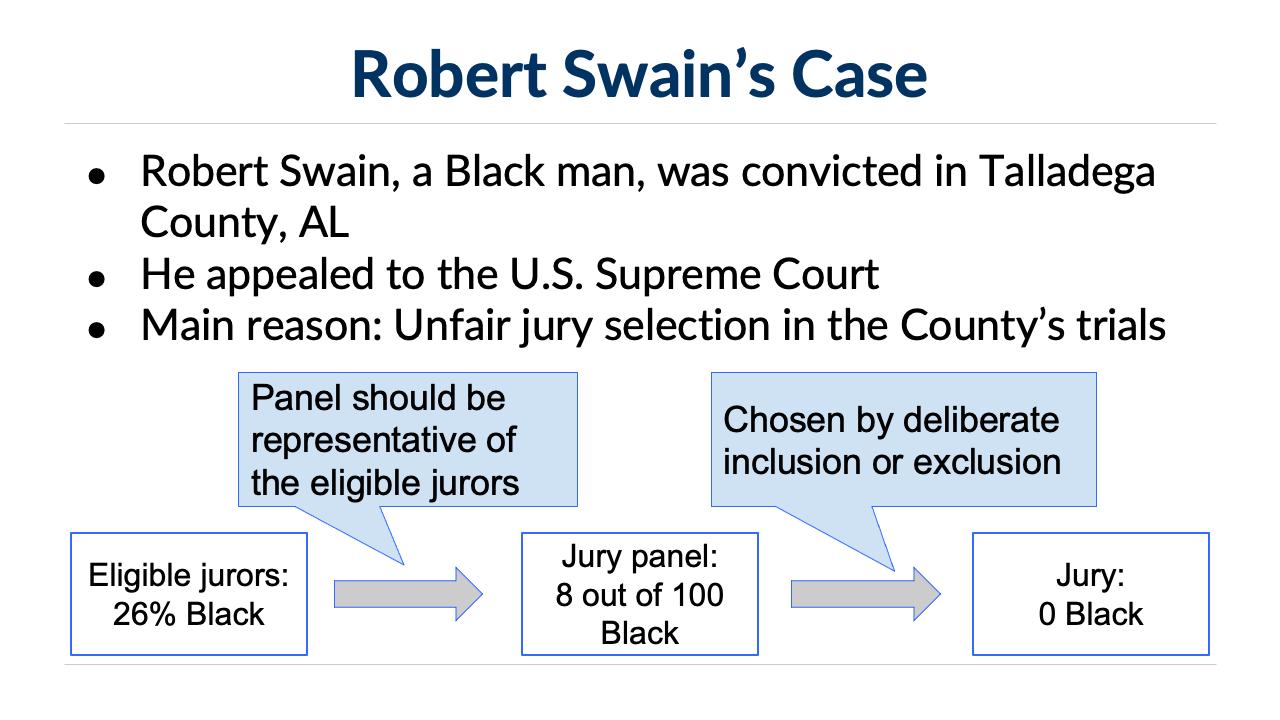 Robert Swain’s Case
● Robert Swain, a Black man, was convicted in Talladega
County, AL
● He appealed to the U.S. Supreme Court
● Main reason: Unfair jury selection in the County’s trials
Panel should be
representative of
the eligible jurors
Chosen by deliberate
inclusion or exclusion
Eligible jurors:
26% Black
Jury panel:
8 out of 100
Black
Jury:
0 Black